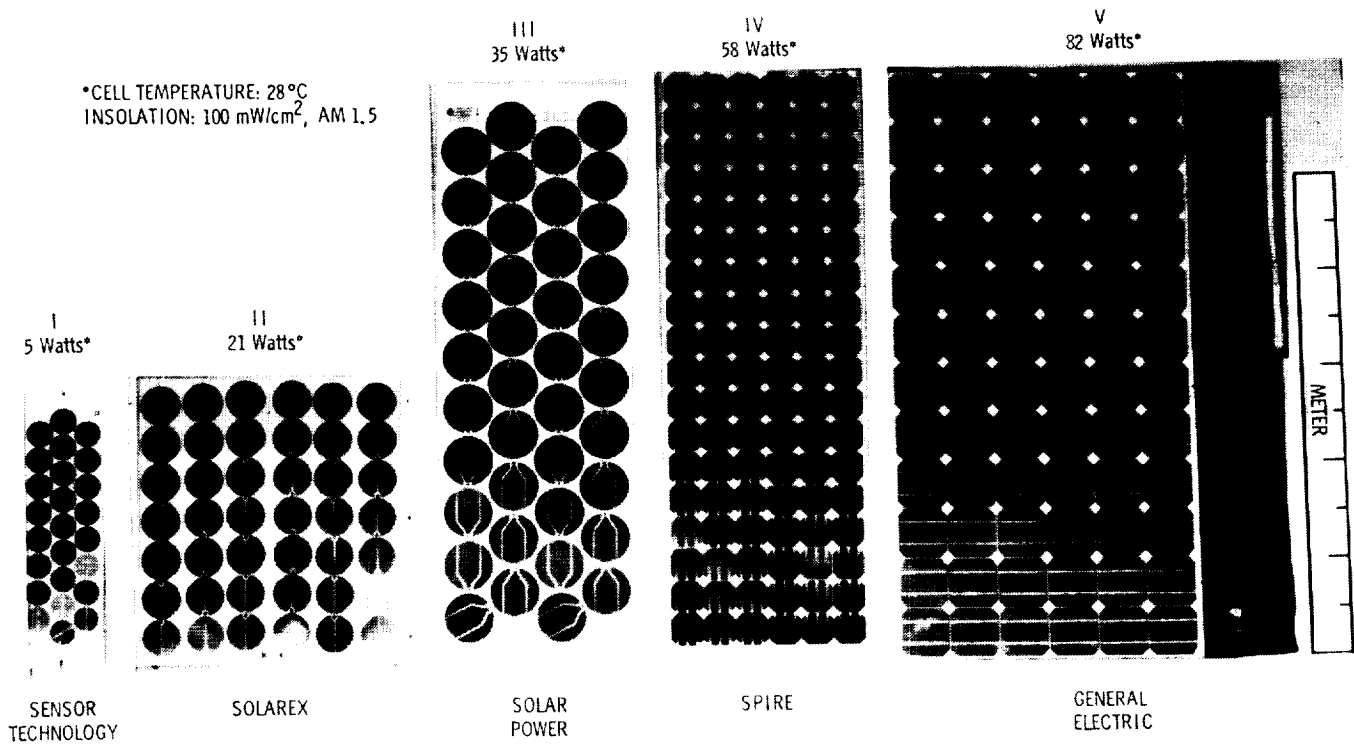 III
35 Watts*
IV
58 Watts*
V
82 Watts*
*CELL TEMPERATURE: 28°C
INSOLATION: 100 mW/cm², AM 1.5
I
5 Watts*
II
21 Watts*
METER
SENSOR
TECHNOLOGY
SOLAREX
SOLAR
POWER
SPIRE
GENERAL
ELECTRIC